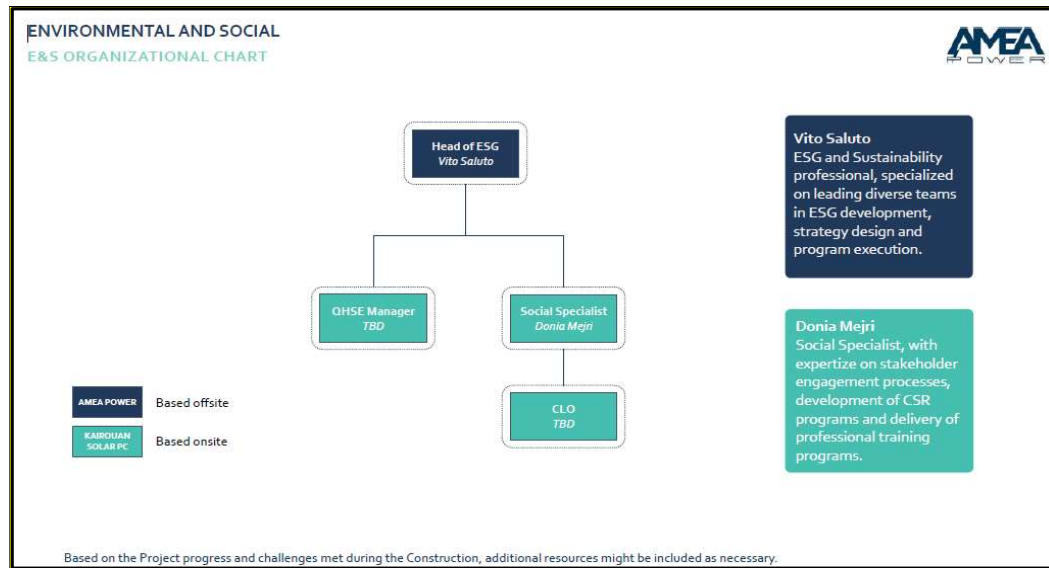 ENVIRONMENTAL AND SOCIAL
E&S ORGANIZATIONAL CHART
AMEA
POWER
Head of ESG
Vito Saluto
QHSE Manager
TBD
Social Specialist
Donia Mejri
CLO
TBD
AMEA POWER
Based offsite
KAIROUAN
SOLAR PC
Based onsite
Vito Saluto
ESG and Sustainability
professional, specialized
on leading diverse teams
in ESG development,
strategy design and
program execution.
Donia Mejri
Social Specialist, with
expertize on stakeholder
engagement processes,
development of CSR
programs and delivery of
professional training
programs.
Based on the Project progress and challenges met during the Construction, additional resources might be included as necessary.